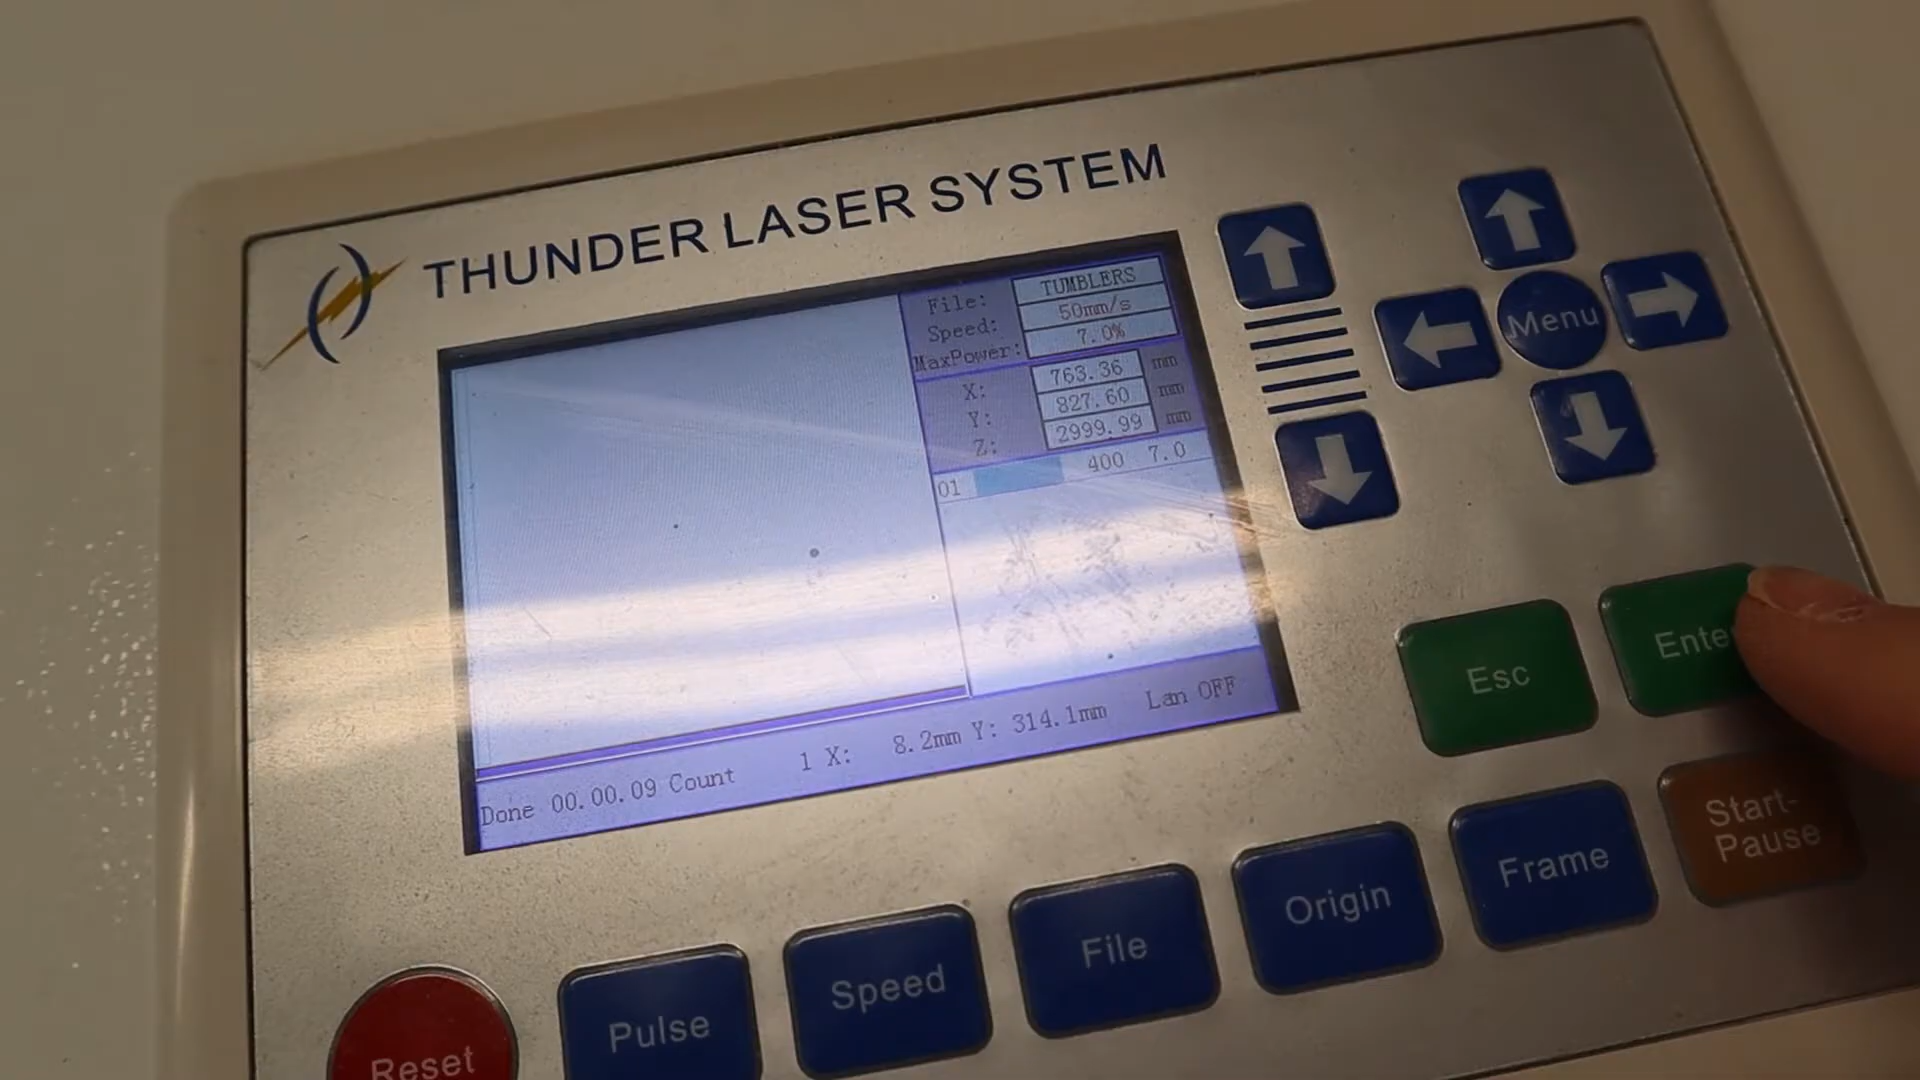 THUNDER LASER SYSTEM
File: TUMBLERS
Speed: 50mm/s
MaxPower: 7.0%
X: 763.36 mm
Y: 827.60 mm
Z: 2999.99 mm
01 400 7.0
Done 00.00.09 Count 1 X: 8.2mm Y: 314.1mm Lan OFF
Menu
Esc
Ente
Start-
Pause
Frame
Origin
File
Speed
Pulse
Reset